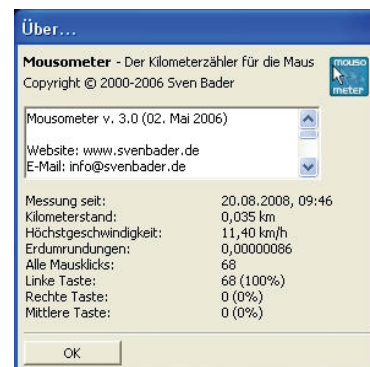 Über...
Mousometer - Der Kilometerzähler für die Maus
Copyright © 2000-2006 Sven Bader
mouso
meter
Mousometer v. 3.0 (02. Mai 2006)
Website: www.svenbader.de
E-Mail: info@svenbader.de
Messung seit: 20.08.2008, 09:46
Kilometerstand: 0,035 km
Höchstgeschwindigkeit: 11,40 km/h
Erdumrundungen: 0,00000086
Alle Mausklicks: 68
Linke Taste: 68 (100%)
Rechte Taste: 0 (0%)
Mittlere Taste: 0 (0%)
OK